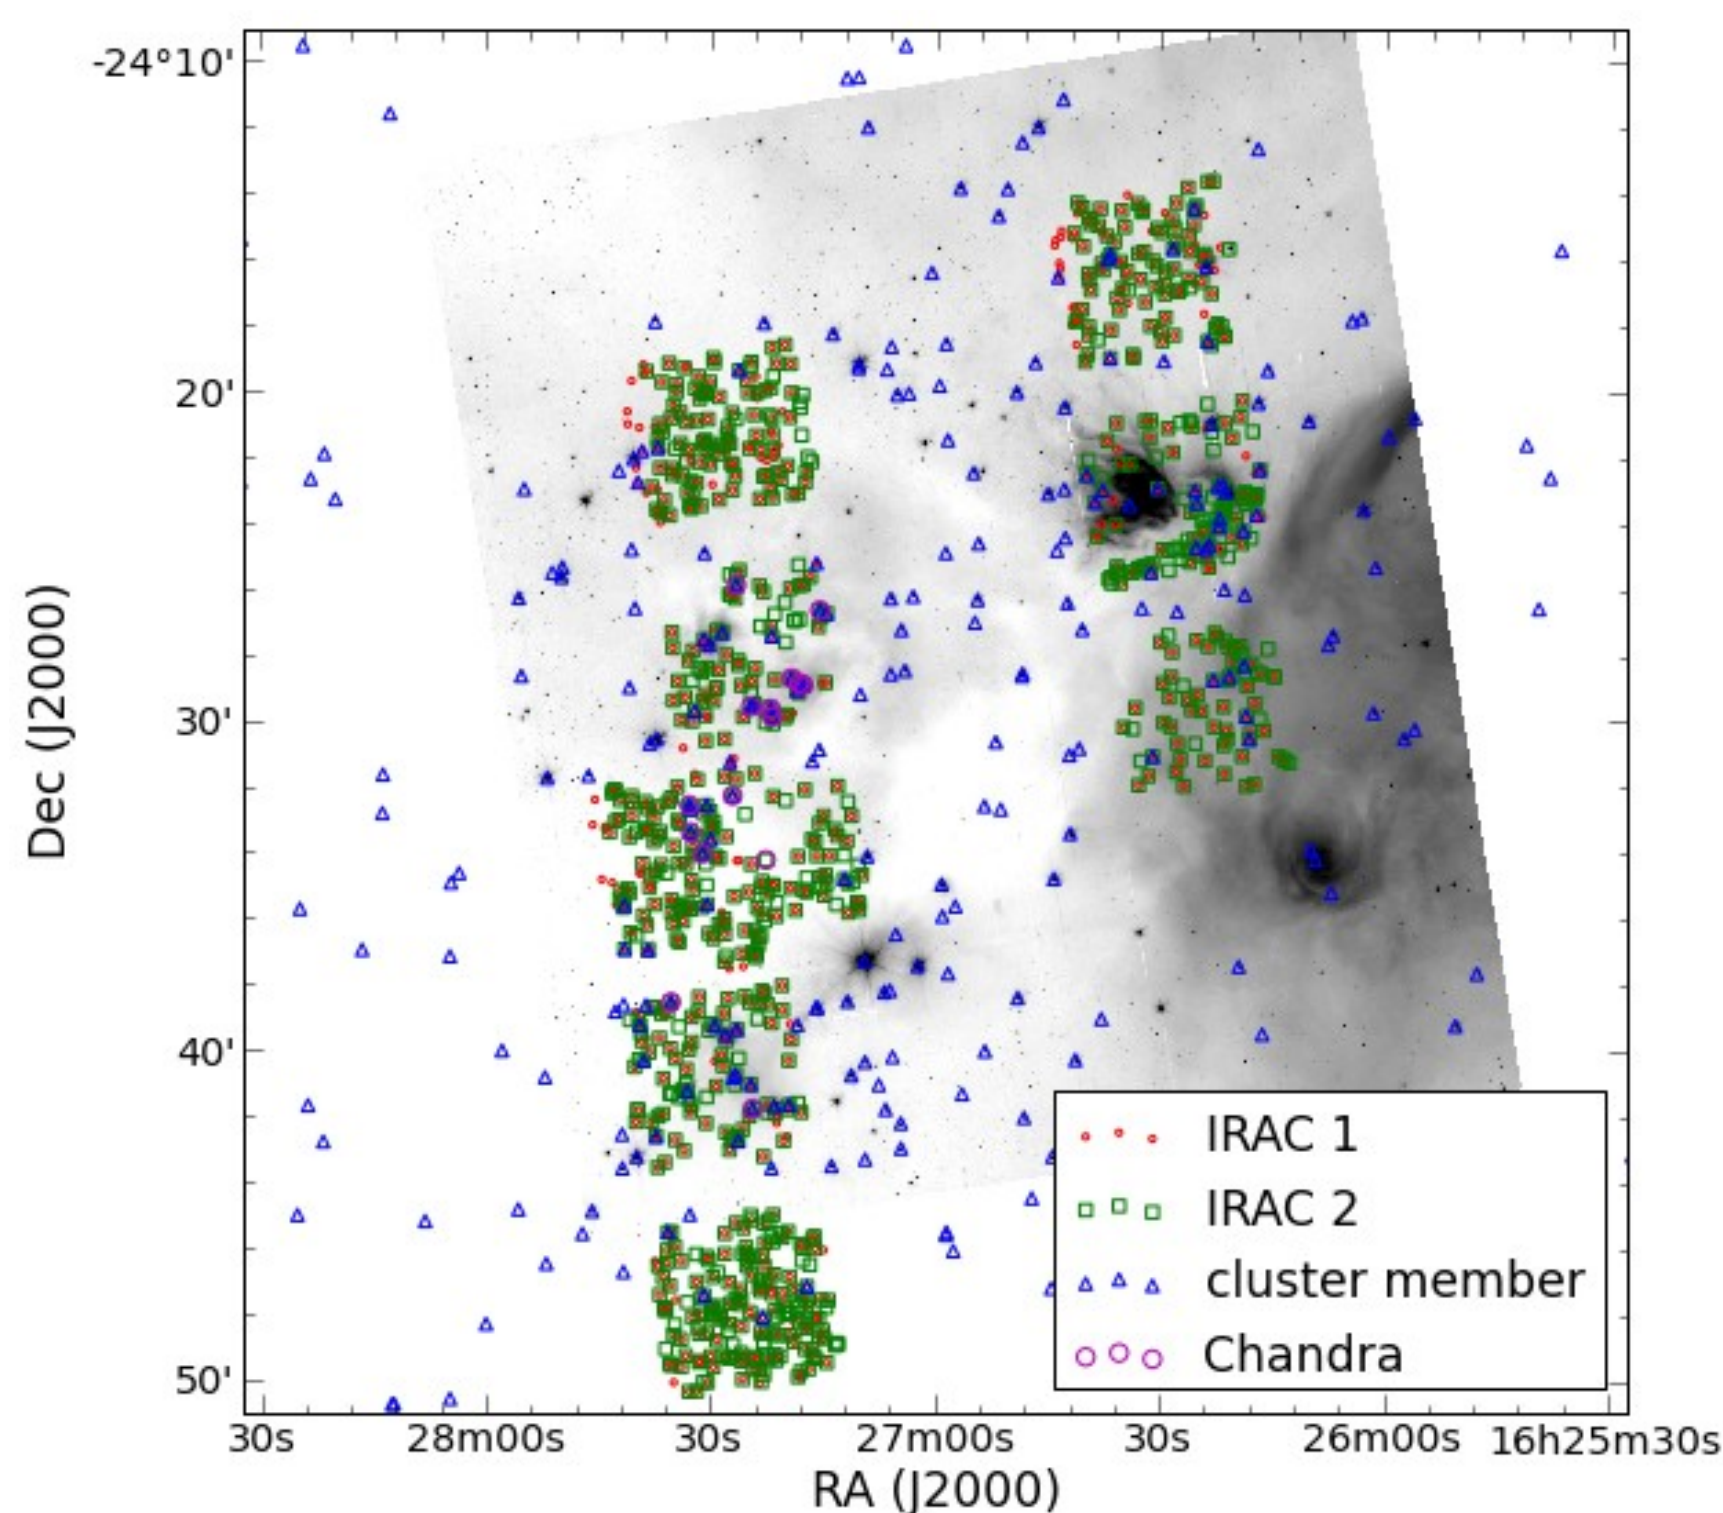 -24°10'
20'
30'
40'
50'
Dec (J2000)
IRAC 1
IRAC 2
cluster member
Chandra
30s 28m00s 30s 27m00s 30s 26m00s 16h25m30s
RA (J2000)